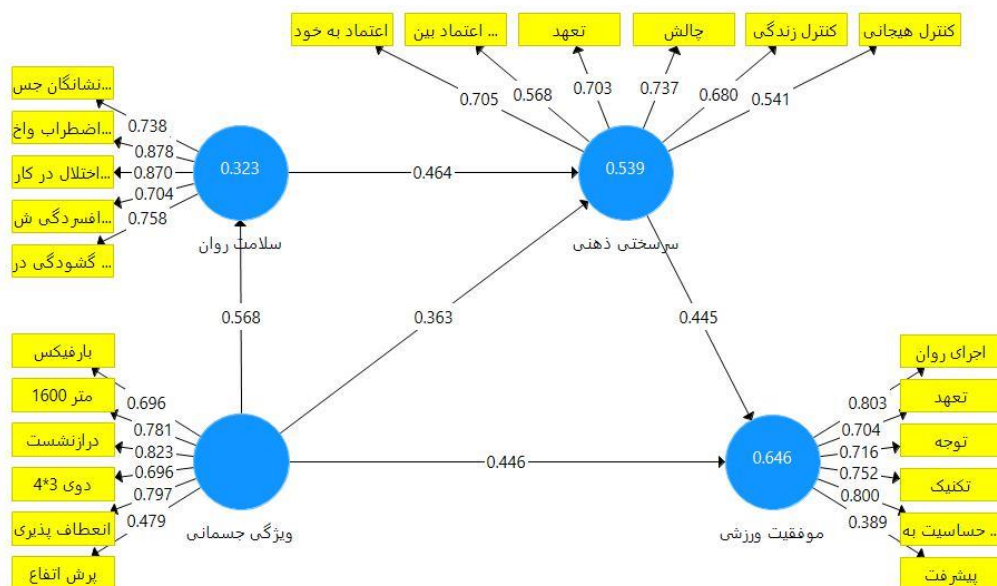 اعتماد به خود
اعتماد بین ...
تعهد
چالش
کنترل زندگی
کنترل هیجانی
0.705
0.568
0.703
0.737
0.680
0.541
نشانگان جس...
اضطراب واخ...
اختلال در کار...
افسردگی ش...
گشودگی در ...
0.738
0.878
0.870
0.704
0.758
0.323
سلامت روان
0.464
0.539
سرسختی ذهنی
0.568
0.363
0.445
بارفیکس
1600 متر
درازنشست
دوی 3*4
انعطاف پذیری
پرش اتفاع
0.696
0.781
0.823
0.696
0.797
0.479
ویژگی جسمانی
0.446
0.646
موفقیت ورزشی
0.803
0.704
0.716
0.752
0.800
0.389
اجرای روان
تعهد
توجه
تکنیک
حساسیت به ...
پیشرفت